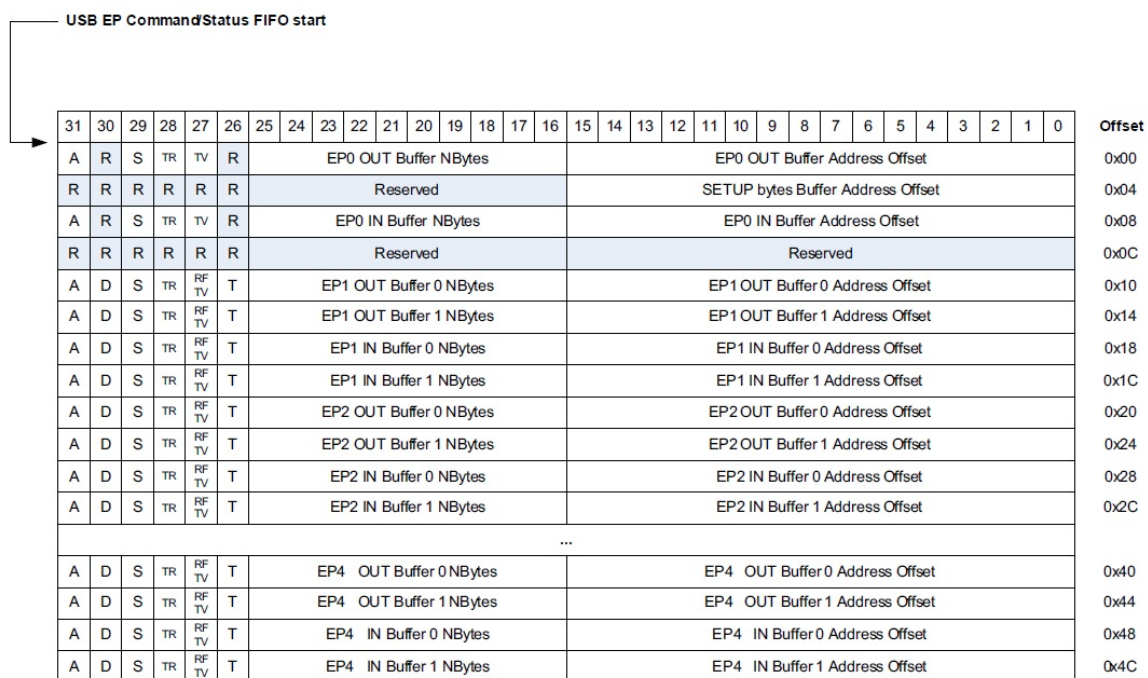 USB EP Command/Status FIFO start
31 30 29 28 27 26 25 24 23 22 21 20 19 18 17 16 15 14 13 12 11 10 9 8 7 6 5 4 3 2 1 0 Offset
A R S TR TV R EP0 OUT Buffer NBytes EP0 OUT Buffer Address Offset 0x00
R R R R R R Reserved SETUP bytes Buffer Address Offset 0x04
A R S TR TV R EP0 IN Buffer NBytes EP0 IN Buffer Address Offset 0x08
R R R R R R Reserved Reserved 0x0C
A D S TR RF TV T EP1 OUT Buffer 0 NBytes EP1 OUT Buffer 0 Address Offset 0x10
A D S TR RF TV T EP1 OUT Buffer 1 NBytes EP1 OUT Buffer 1 Address Offset 0x14
A D S TR RF TV T EP1 IN Buffer 0 NBytes EP1 IN Buffer 0 Address Offset 0x18
A D S TR RF TV T EP1 IN Buffer 1 NBytes EP1 IN Buffer 1 Address Offset 0x1C
A D S TR RF TV T EP2 OUT Buffer 0 NBytes EP2 OUT Buffer 0 Address Offset 0x20
A D S TR RF TV T EP2 OUT Buffer 1 NBytes EP2 OUT Buffer 1 Address Offset 0x24
A D S TR RF TV T EP2 IN Buffer 0 NBytes EP2 IN Buffer 0 Address Offset 0x28
A D S TR RF TV T EP2 IN Buffer 1 NBytes EP2 IN Buffer 1 Address Offset 0x2C
...
A D S TR RF TV T EP4 OUT Buffer 0 NBytes EP4 OUT Buffer 0 Address Offset 0x40
A D S TR RF TV T EP4 OUT Buffer 1 NBytes EP4 OUT Buffer 1 Address Offset 0x44
A D S TR RF TV T EP4 IN Buffer 0 NBytes EP4 IN Buffer 0 Address Offset 0x48
A D S TR RF TV T EP4 IN Buffer 1 NBytes EP4 IN Buffer 1 Address Offset 0x4C